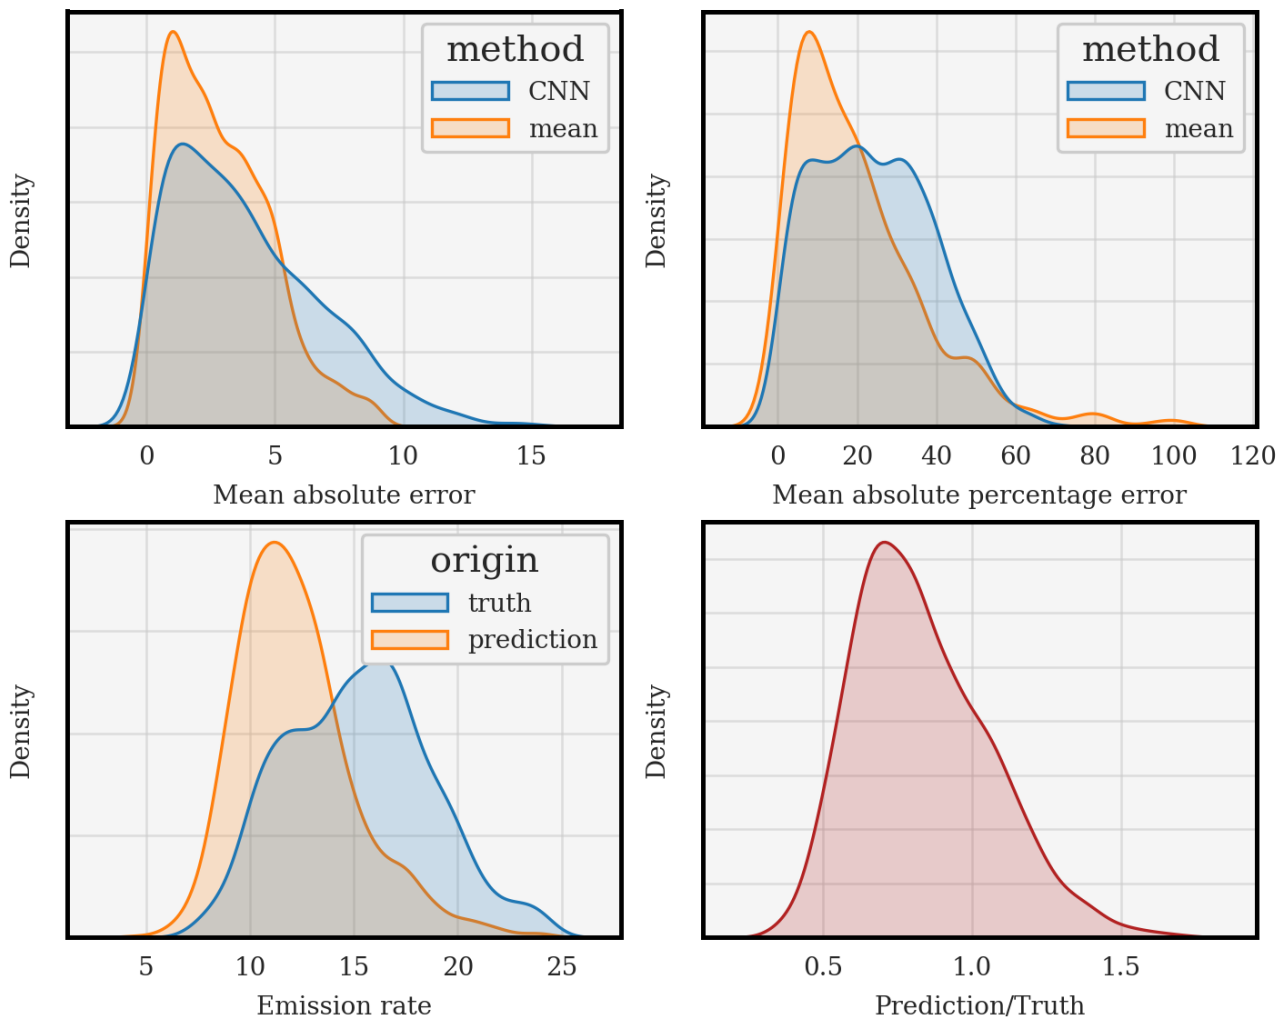 method
CNN
mean
Density
0 5 10 15
Mean absolute error
method
CNN
mean
Density
0 20 40 60 80 100 120
Mean absolute percentage error
origin
truth
prediction
Density
5 10 15 20 25
Emission rate
Density
0.5 1.0 1.5
Prediction/Truth